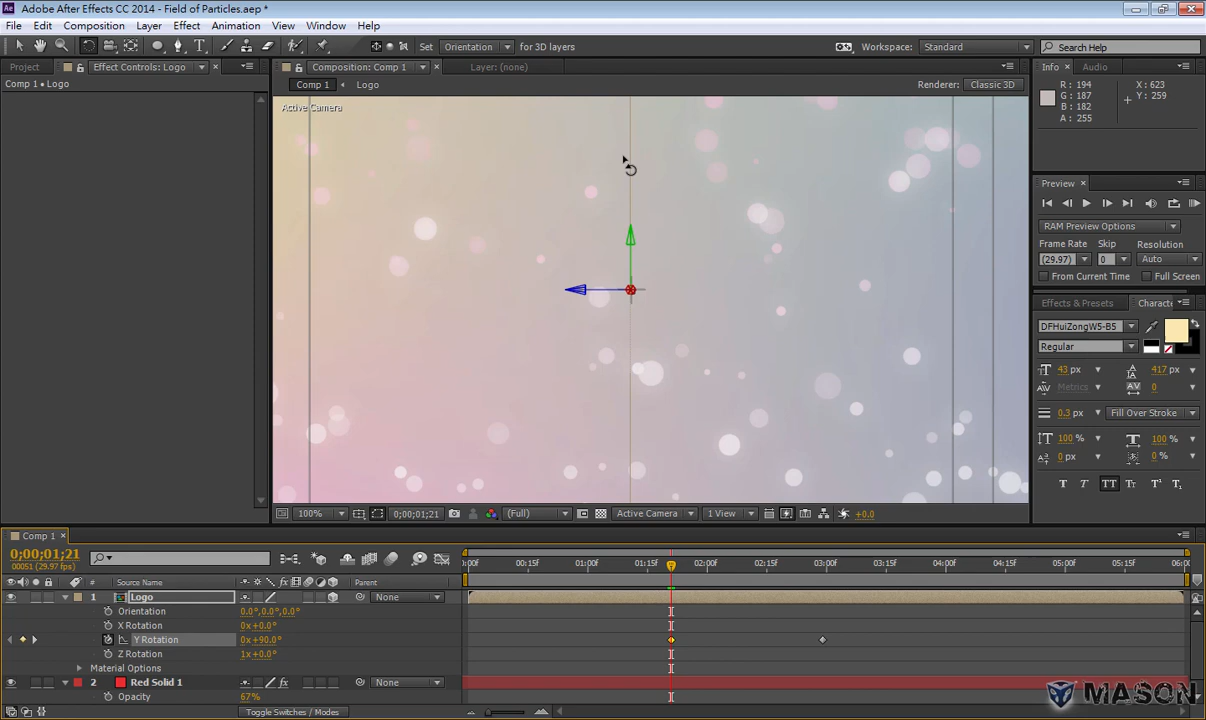 Adobe After Effects CC 2014 - Field of Particles.aep *
File Edit Composition Layer Effect Animation View Window Help
Set Orientation for 3D layers Workspace: Standard Search Help
Project Effect Controls: Logo Composition: Comp 1 Layer: (none) Info Audio
Comp 1 • Logo Comp 1 Logo Renderer: Classic 3D
Active Camera
R : 194 X : 623
G : 187 Y : 259
B : 182
A : 255
Preview
RAM Preview Options
Frame Rate Skip Resolution
(29.97) 0 Auto
From Current Time Full Screen
Effects & Presets Characte
DFHuiZongW5-B5
Regular
43 px 417 px
Metrics 0
0.3 px Fill Over Stroke
100 % 100 %
0 px 0 %
T T TT Tт T¹ T₁
100% 0;00;01;21 (Full) Active Camera 1 View +0.0
Comp 1
0;00;01;21
00051 (29.97 fps)
:00f 00:15f 01:00f 01:15f 02:00f 02:15f 03:00f 03:15f 04:00f 04:15f 05:00f 05:15f 06:00
# Source Name Parent
1 Logo None
Orientation 0.0°,0.0°,0.0°
X Rotation 0x+0.0°
Y Rotation 0x+90.0°
Z Rotation 1x+0.0°
Material Options
2 Red Solid 1 None
Opacity 67%
Toggle Switches / Modes
MASON